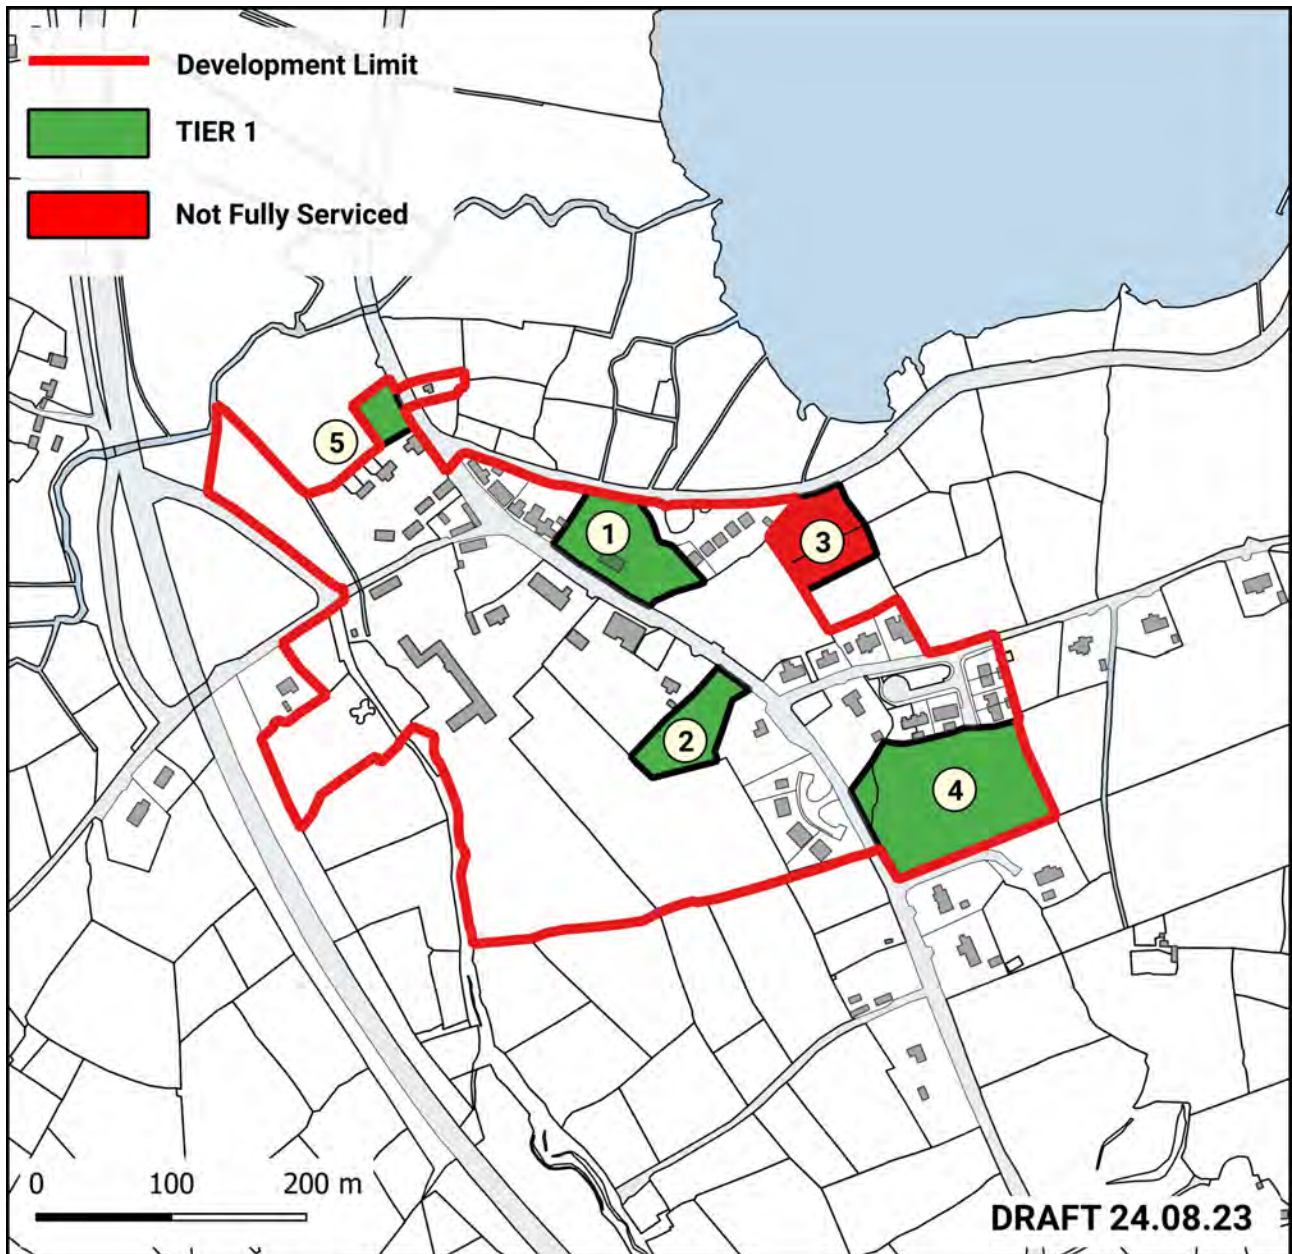 Development Limit
TIER 1
Not Fully Serviced
5
1
3
2
4
0 100 200 m
DRAFT 24.08.23